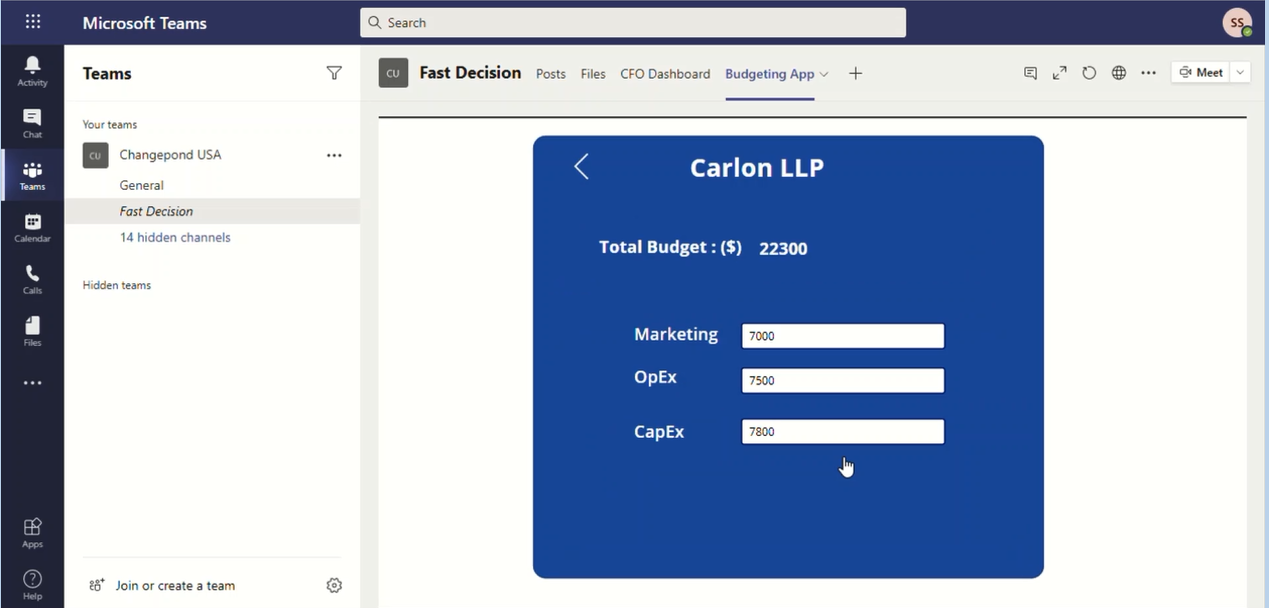 Microsoft Teams
Search
SS
Activity
Chat
Teams
Calendar
Calls
Files
Apps
Help
Teams
Your teams
CU Changepond USA
General
Fast Decision
14 hidden channels
Hidden teams
Join or create a team
CU Fast Decision Posts Files CFO Dashboard Budgeting App Meet
Carlon LLP
Total Budget : ($) 22300
Marketing 7000
OpEx 7500
CapEx 7800